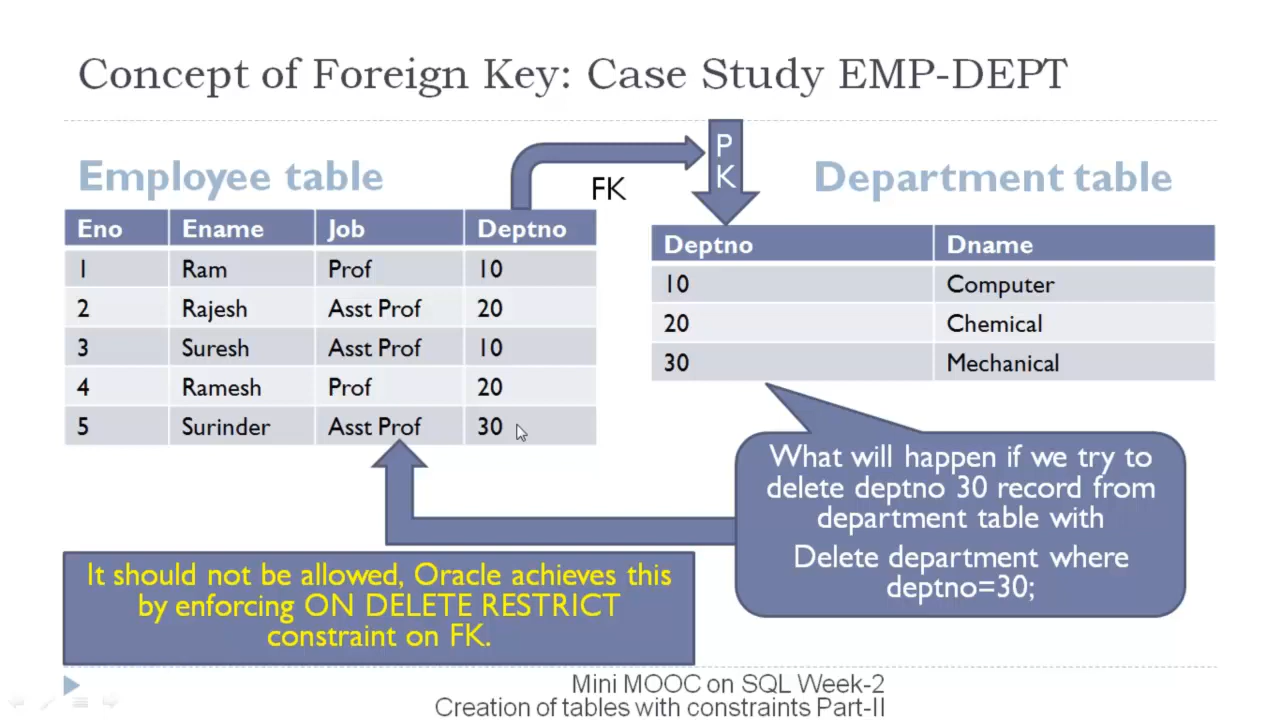 Concept of Foreign Key: Case Study EMP-DEPT
Employee table
FK
P
K
Department table
Eno Ename Job Deptno
1 Ram Prof 10
2 Rajesh Asst Prof 20
3 Suresh Asst Prof 10
4 Ramesh Prof 20
5 Surinder Asst Prof 30
Deptno Dname
10 Computer
20 Chemical
30 Mechanical
What will happen if we try to
delete deptno 30 record from
department table with
Delete department where
deptno=30;
It should not be allowed, Oracle achieves this
by enforcing ON DELETE RESTRICT
constraint on FK.
Mini MOOC on SQL Week-2
Creation of tables with constraints Part-II